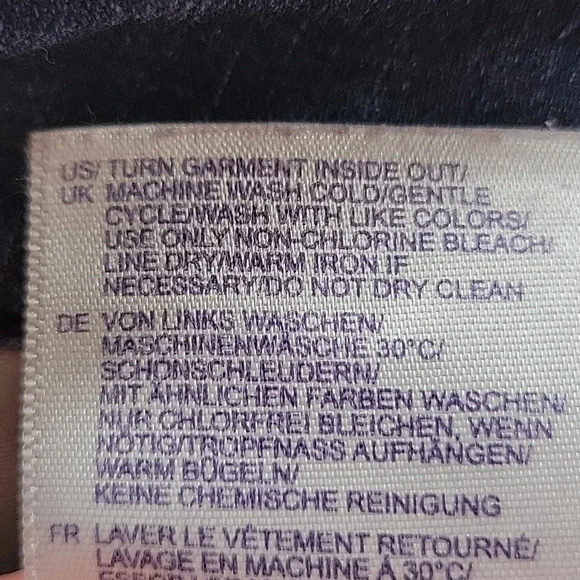 US/ TURN GARMENT INSIDE OUT/
UK MACHINE WASH COLD/GENTLE
CYCLE/WASH WITH LIKE COLORS/
USE ONLY NON-CHLORINE BLEACH/
LINE DRY/WARM IRON IF
NECESSARY/DO NOT DRY CLEAN
DE VON LINKS WASCHEN/
MASCHINENWÄSCHE 30°C/
SCHONSCHLEUDERN/
MIT ÄHNLICHEN FARBEN WASCHEN/
NUR CHLORFREI BLEICHEN, WENN
NÖTIG/TROPFNASS AUFHÄNGEN/
WARM BÜGELN/
KEINE CHEMISCHE REINIGUNG
FR LAVER LE VÊTEMENT RETOURNÉ/
LAVAGE EN MACHINE À 30°C/